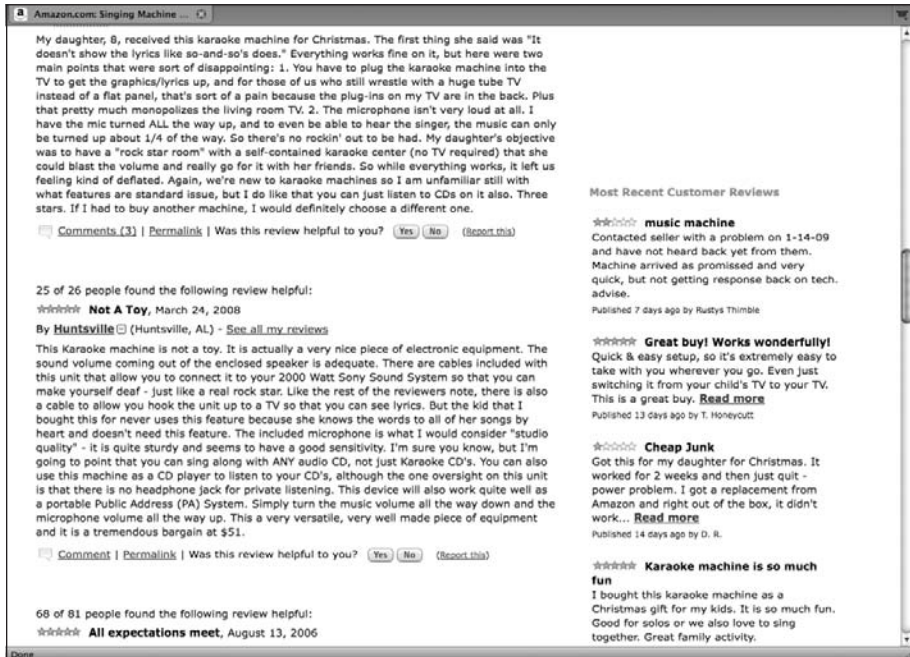 Amazon.com: Singing Machine ...
My daughter, 8, received this karaoke machine for Christmas. The first thing she said was "It
doesn't show the lyrics like so-and-so's does." Everything works fine on it, but here were two
main points that were sort of disappointing: 1. You have to plug the karaoke machine into the
TV to get the graphics/lyrics up, and for those of us who still wrestle with a huge tube TV
instead of a flat panel, that's sort of a pain because the plug-ins on my TV are in the back. Plus
that pretty much monopolizes the living room TV. 2. The microphone isn't very loud at all. I
have the mic turned ALL the way up, and to even be able to hear the singer, the music can only
be turned up about 1/4 of the way. So there's no rockin' out to be had. My daughter's objective
was to have a "rock star room" with a self-contained karaoke center (no TV required) that she
could blast the volume and really go for it with her friends. So while everything works, it left us
feeling kind of deflated. Again, we're new to karaoke machines so I am unfamiliar still with
what features are standard issue, but I do like that you can just listen to CDs on it also. Three
stars. If I had to buy another machine, I would definitely choose a different one.
Comments (3) | Permalink | Was this review helpful to you? Yes No (Report this)
25 of 26 people found the following review helpful:
Not A Toy, March 24, 2008
By Huntsville (Huntsville, AL) - See all my reviews
This Karaoke machine is not a toy. It is actually a very nice piece of electronic equipment. The
sound volume coming out of the enclosed speaker is adequate. There are cables included with
this unit that allow you to connect it to your 2000 Watt Sony Sound System so that you can
make yourself deaf - just like a real rock star. Like the rest of the reviewers note, there is also
a cable to allow you hook the unit up to a TV so that you can see lyrics. But the kid that I
bought this for never uses this feature because she knows the words to all of her songs by
heart and doesn't need this feature. The included microphone is what I would consider "studio
quality" - it is quite sturdy and seems to have a good sensitivity. I'm sure you know, but I'm
going to point that you can sing along with ANY audio CD, not just Karaoke CD's. You can also
use this machine as a CD player to listen to your CD's, although the one oversight on this unit
is that there is no headphone jack for private listening. This device will also work quite well as
a portable Public Address (PA) System. Simply turn the music volume all the way down and the
microphone volume all the way up. This a very versatile, very well made piece of equipment
and it is a tremendous bargain at $51.
Comment | Permalink | Was this review helpful to you? Yes No (Report this)
68 of 81 people found the following review helpful:
All expectations meet, August 13, 2006
Most Recent Customer Reviews
music machine
Contacted seller with a problem on 1-14-09
and have not heard back yet from them.
Machine arrived as promissed and very
quick, but not getting response back on tech.
advise.
Published 7 days ago by Rustys Thimble
Great buy! Works wonderfully!
Quick & easy setup, so it's extremely easy to
take with you wherever you go. Even just
switching it from your child's TV to your TV.
This is a great buy. Read more
Published 13 days ago by T. Honeycutt
Cheap Junk
Got this for my daughter for Christmas. It
worked for 2 weeks and then just quit -
power problem. I got a replacement from
Amazon and right out of the box, it didn't
work... Read more
Published 14 days ago by D. R.
Karaoke machine is so much
fun
I bought this karaoke machine as a
Christmas gift for my kids. It is so much fun.
Good for solos or we also love to sing
together. Great family activity.
Done